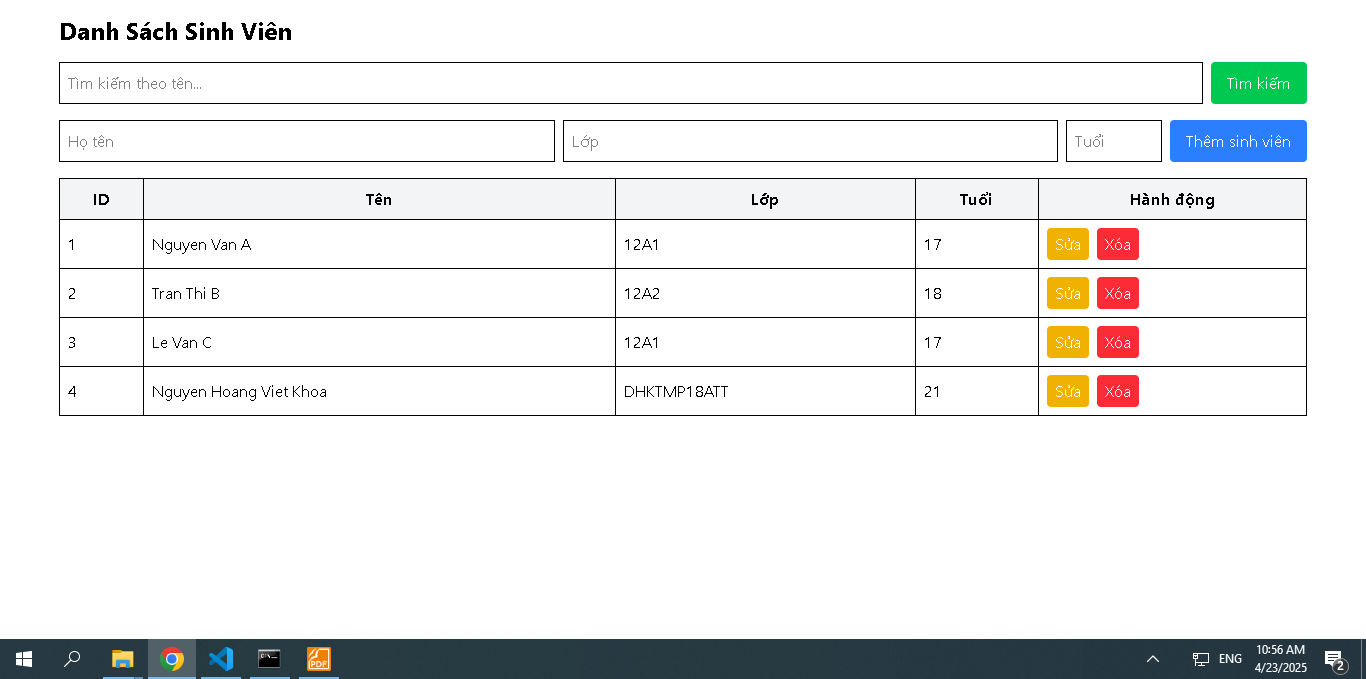 Danh Sách Sinh Viên
Tìm kiếm theo tên... Tìm kiếm
Họ tên Lớp Tuổi Thêm sinh viên
ID Tên Lớp Tuổi Hành động
1 Nguyen Van A 12A1 17 Sửa Xóa
2 Tran Thi B 12A2 18 Sửa Xóa
3 Le Van C 12A1 17 Sửa Xóa
4 Nguyen Hoang Viet Khoa DHKTMP18ATT 21 Sửa Xóa
PDF
ENG
10:56 AM
4/23/2025
2